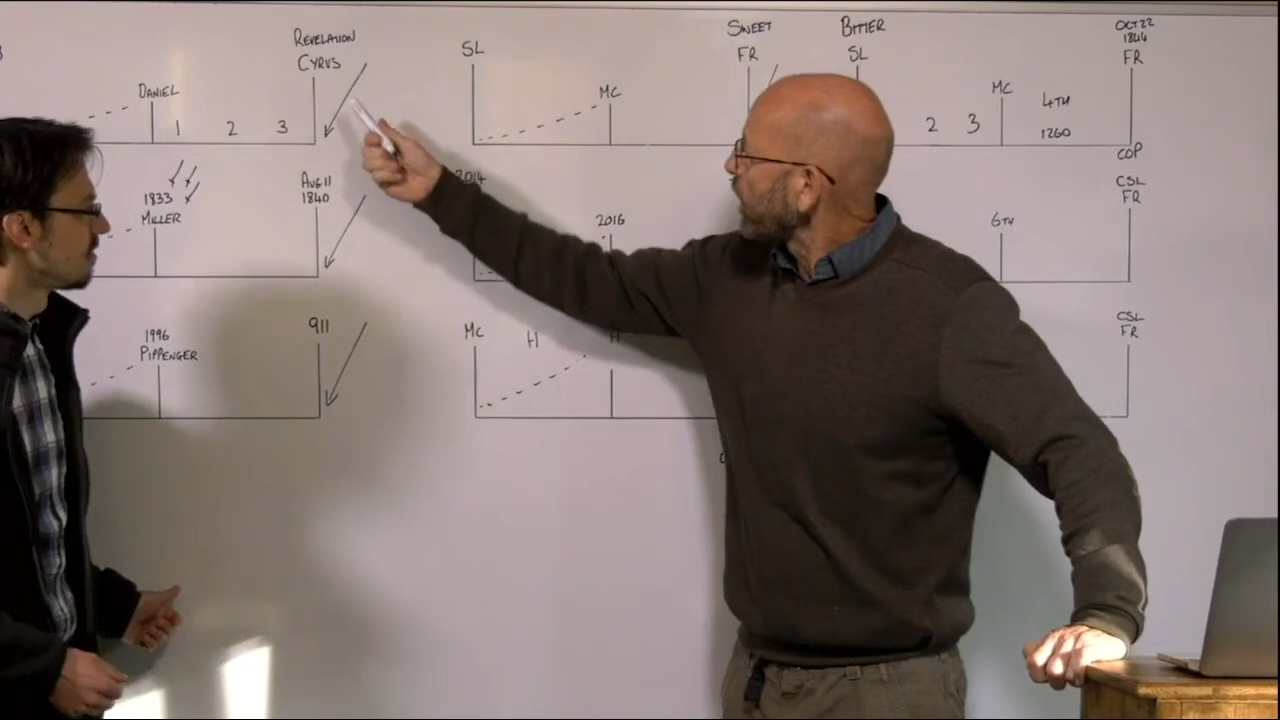 REVELATION
CYRUS
DANIEL
1 2 3
SL
MC
SWEET
FR
BITTER
SL
2 3
MC
4TH
1260
OCT 22
1844
FR
COP
1833
MILLER
AUG 11
1840
2014
2016
6TH
CSL
FR
1996
PIPPENGER
911
MC
H
CSL
FR